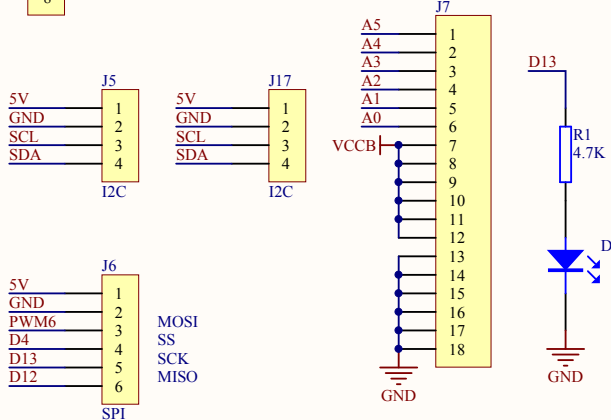 8
J5
5V 1
GND 2
SCL 3
SDA 4
I2C
J17
5V 1
GND 2
SCL 3
SDA 4
I2C
J6
5V 1
GND 2
PWM6 3 MOSI
D4 4 SS
D13 5 SCK
D12 6 MISO
SPI
J7
A5 1
A4 2
A3 3
A2 4
A1 5
A0 6
VCCB 7
8
9
10
11
12
13
14
15
16
17
18
GND
D13
R1
4.7K
D
GND